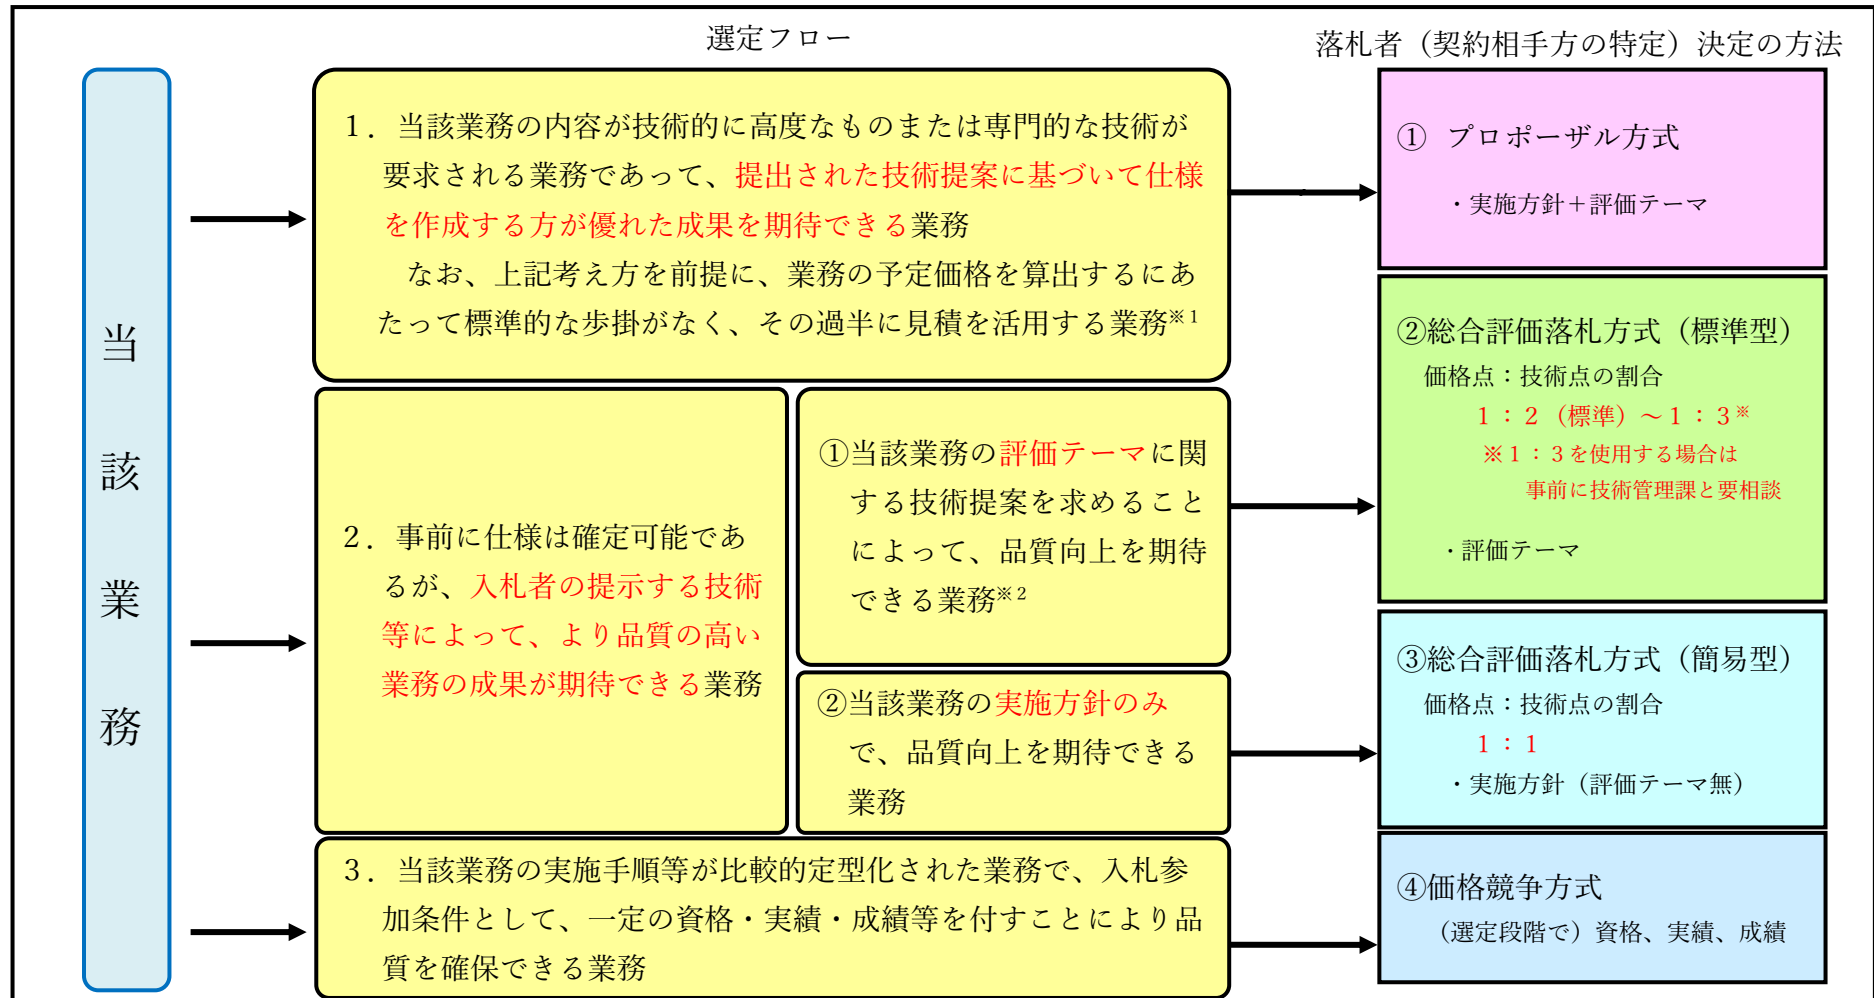 選定フロー
落札者（契約相手方の特定）決定の方法
当該業務
１．当該業務の内容が技術的に高度なものまたは専門的な技術が
要求される業務であって、提出された技術提案に基づいて仕様
を作成する方が優れた成果を期待できる業務
なお、上記考え方を前提に、業務の予定価格を算出するにあ
たって標準的な歩掛がなく、その過半に見積を活用する業務※1
① プロポーザル方式
・実施方針＋評価テーマ
２．事前に仕様は確定可能であ
るが、入札者の提示する技術
等によって、より品質の高い
業務の成果が期待できる業務
①当該業務の評価テーマに関
する技術提案を求めること
によって、品質向上を期待
できる業務※2
②総合評価落札方式（標準型）
価格点：技術点の割合
１：２（標準）～１：３※
※１：３を使用する場合は
事前に技術管理課と要相談
・評価テーマ
②当該業務の実施方針のみ
で、品質向上を期待できる
業務
③総合評価落札方式（簡易型）
価格点：技術点の割合
１：１
・実施方針（評価テーマ無）
３．当該業務の実施手順等が比較的定型化された業務で、入札参
加条件として、一定の資格・実績・成績等を付すことにより品
質を確保できる業務
④価格競争方式
（選定段階で）資格、実績、成績